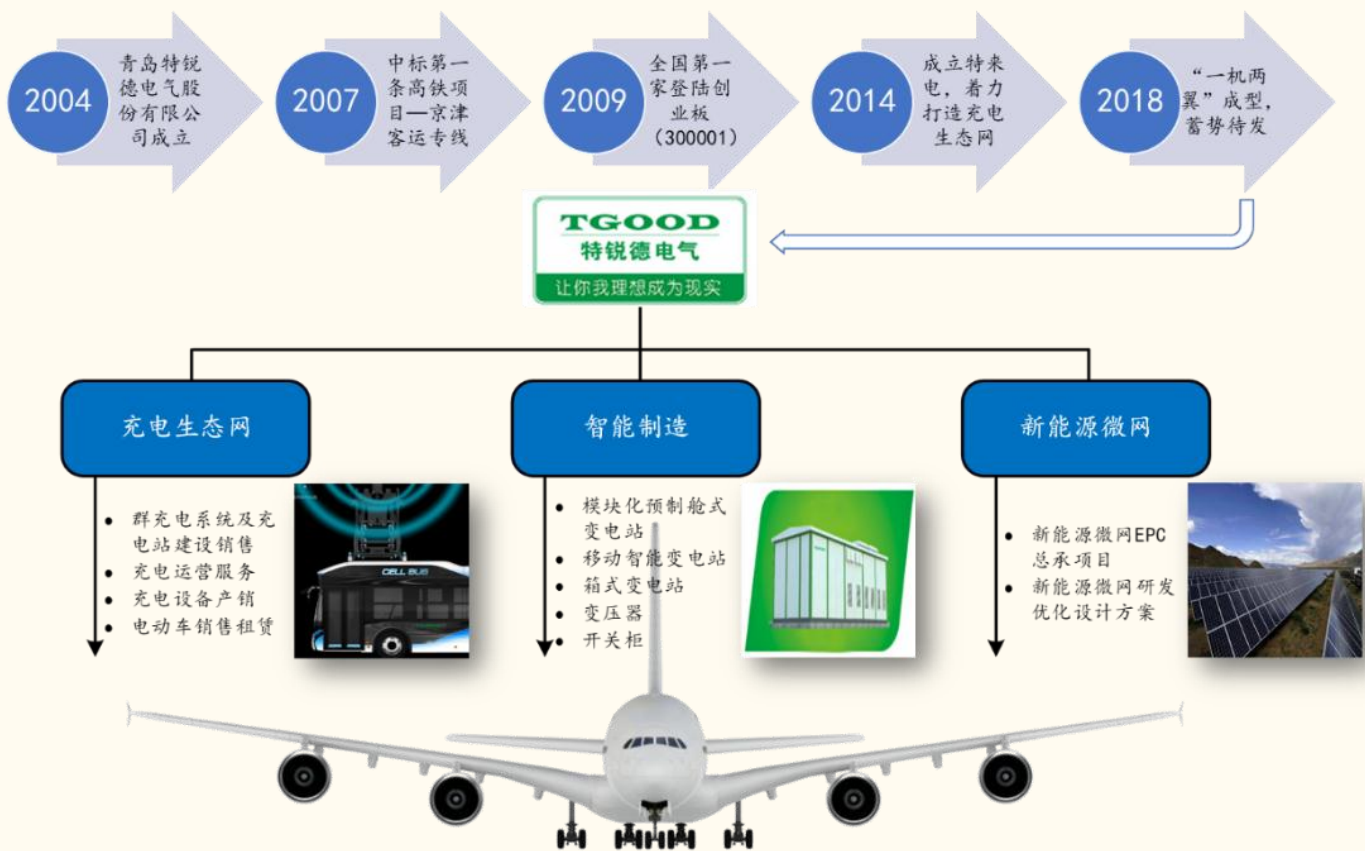 2004
青岛特锐
德电气股
份有限公
司成立
2007
中标第一
条高铁项
目—京津
客运专线
2009
全国第一
家登陆创
业板
(300001)
2014
成立特来
电，着力
打造充电
生态网
2018
“一机两
翼”成型，
蓄势待发
TGOOD
特锐德电气
让你我理想成为现实
充电生态网
智能制造
新能源微网
• 群充电系统及充
电站建设销售
• 充电运营服务
• 充电设备产销
• 电动车销售租赁
CELL BUS
• 模块化预制舱式
变电站
• 移动智能变电站
• 箱式变电站
• 变压器
• 开关柜
• 新能源微网EPC
总承项目
• 新能源微网研发
优化设计方案